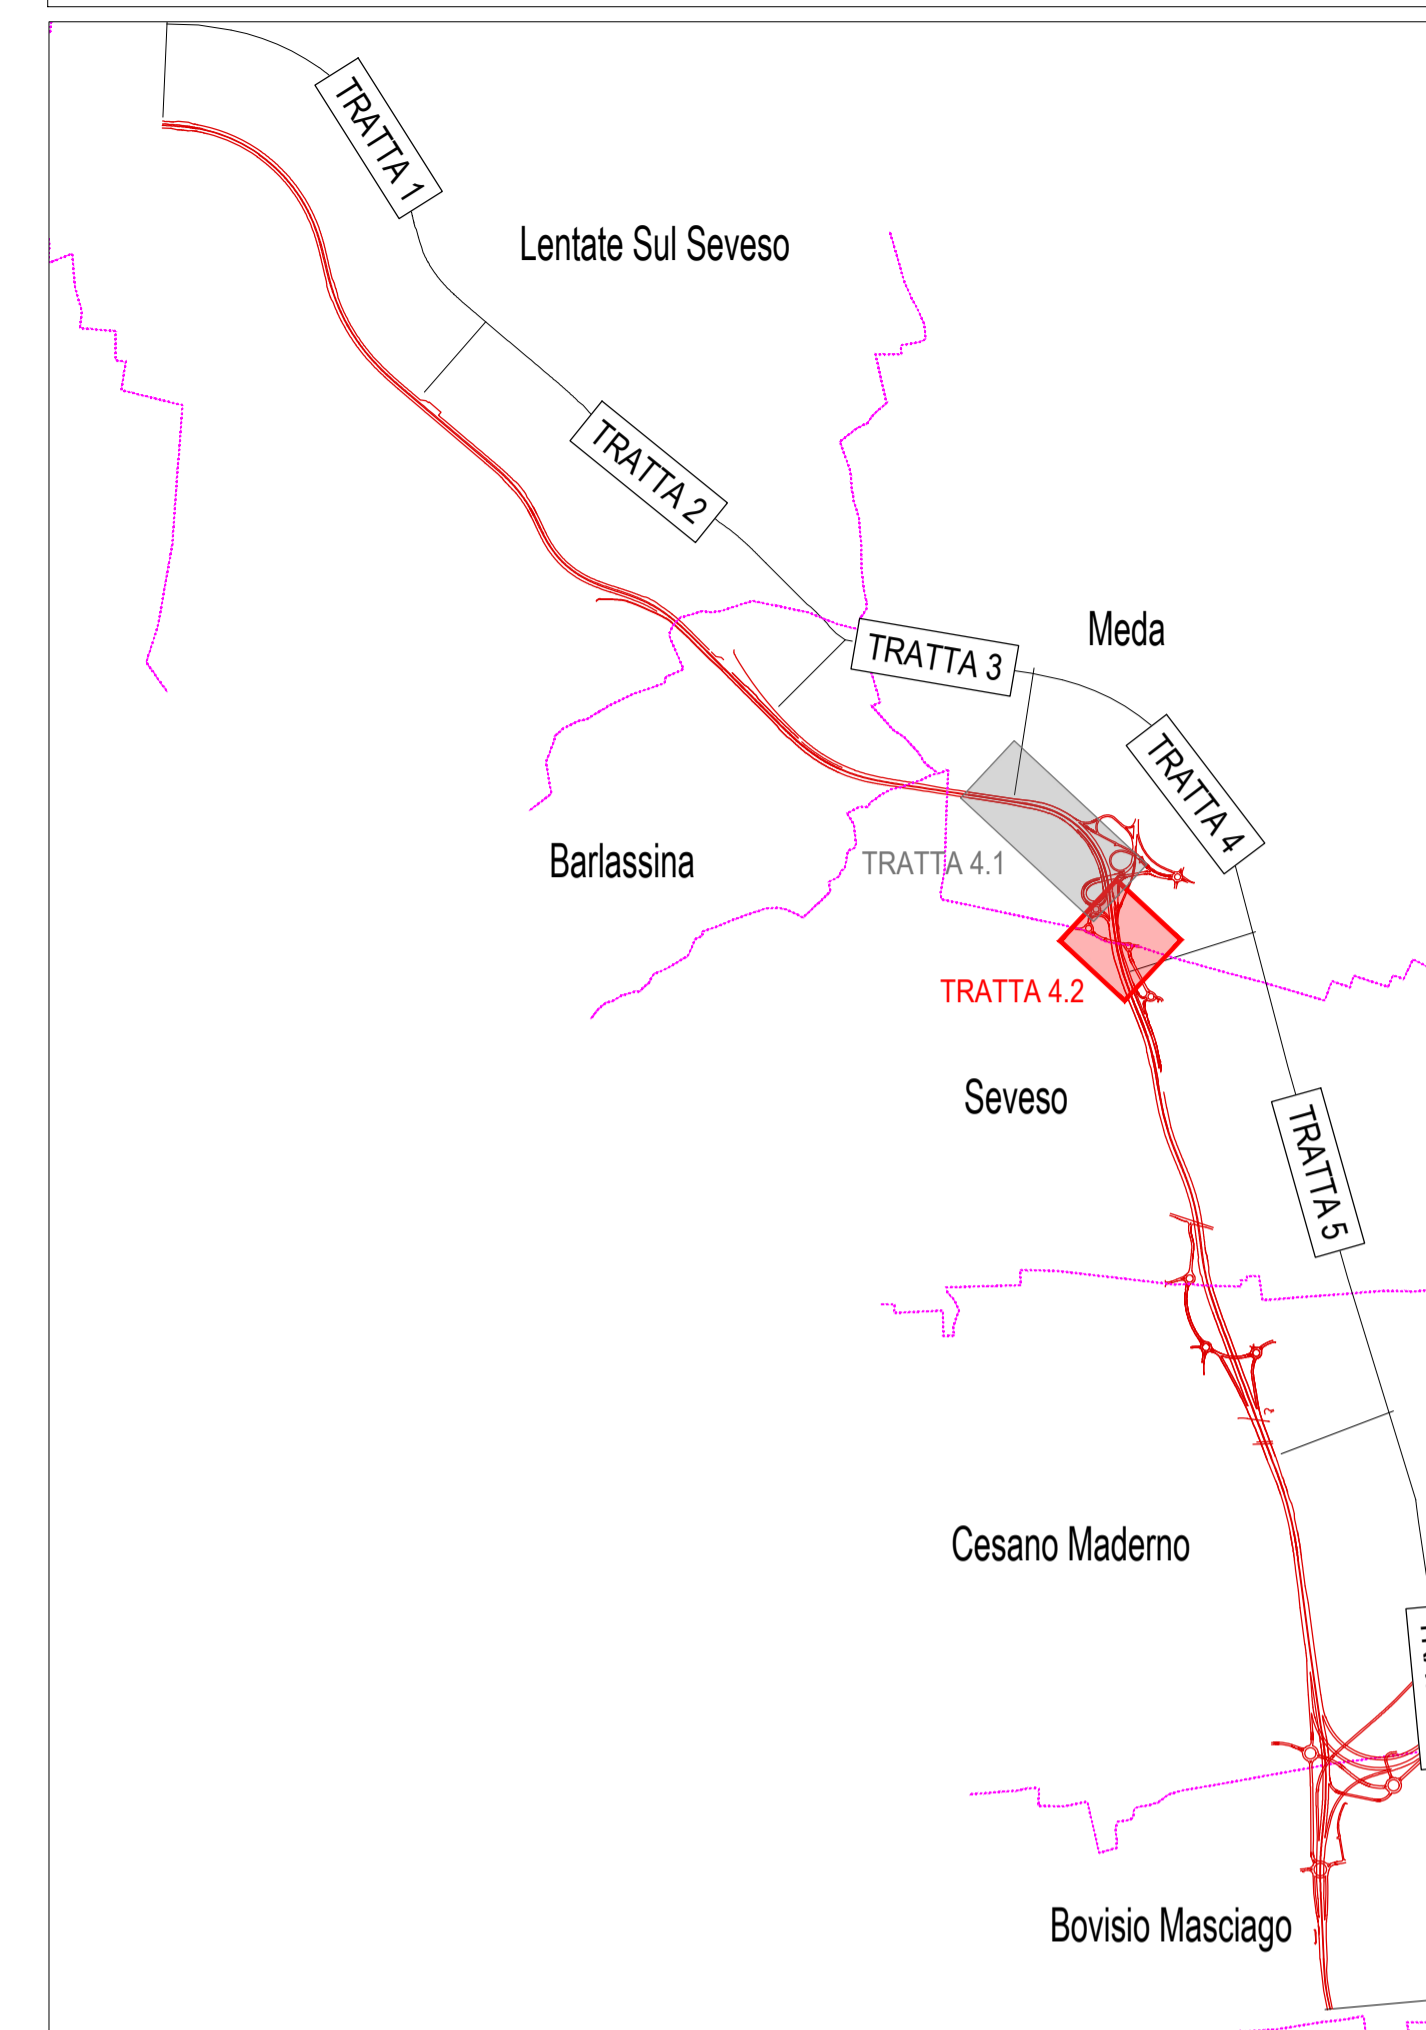 TRATTA 1
Lentate Sul Seveso
TRATTA 2
Meda
TRATTA 3
TRATTA 4
Barlassina
TRATTA 4.1
TRATTA 4.2
Seveso
TRATTA 5
Cesano Maderno
Bovisio Masciago